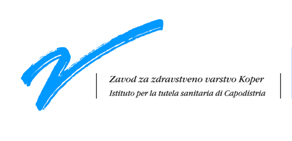 Zavod za zdravstveno varstvo Koper
Istituto per la tutela sanitaria di Capodistria